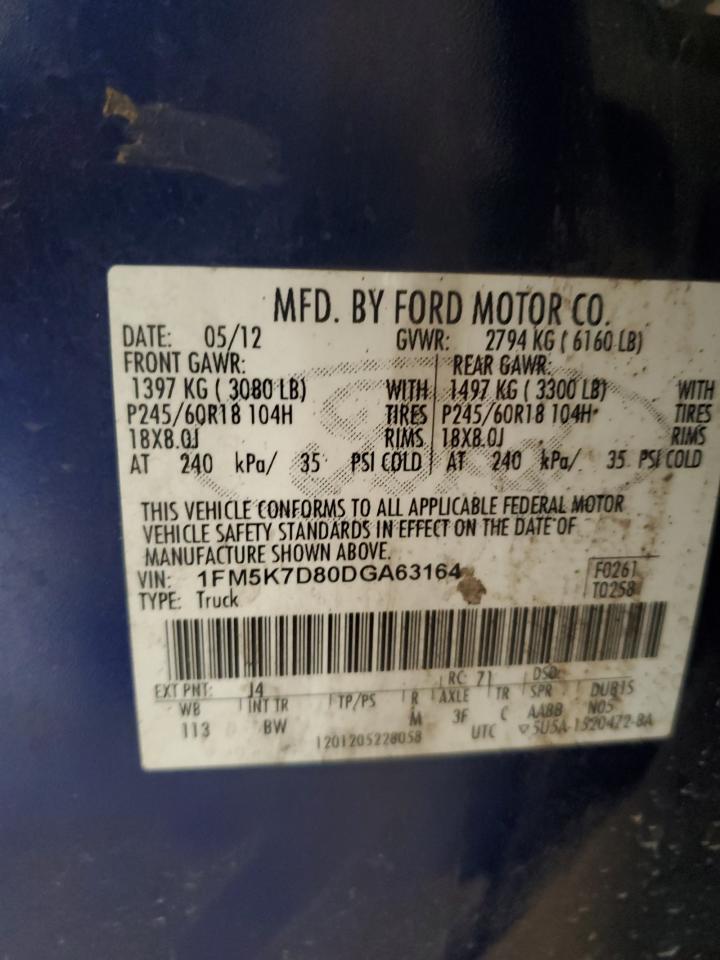 MFD. BY FORD MOTOR CO.
DATE: 05/12 GVWR: 2794 KG ( 6160 LB)
FRONT GAWR: REAR GAWR:
1397 KG ( 3080 LB) WITH 1497 KG ( 3300 LB) WITH
P245/60R18 104H TIRES P245/60R18 104H TIRES
18X8.0J RIMS 18X8.0J RIMS
AT 240 kPa/ 35 PSI COLD AT 240 kPa/ 35 PSI COLD
THIS VEHICLE CONFORMS TO ALL APPLICABLE FEDERAL MOTOR
VEHICLE SAFETY STANDARDS IN EFFECT ON THE DATE OF
MANUFACTURE SHOWN ABOVE.
VIN: 1FM5K7D80DGA63164 F0261
TYPE: Truck T0258
EXT PNT: J4 RC: 71 DSO:
WB INT TR TP/PS R AXLE TR SPR DUB15
113 BW M 3F C AABB N05
1201205228058 UTC